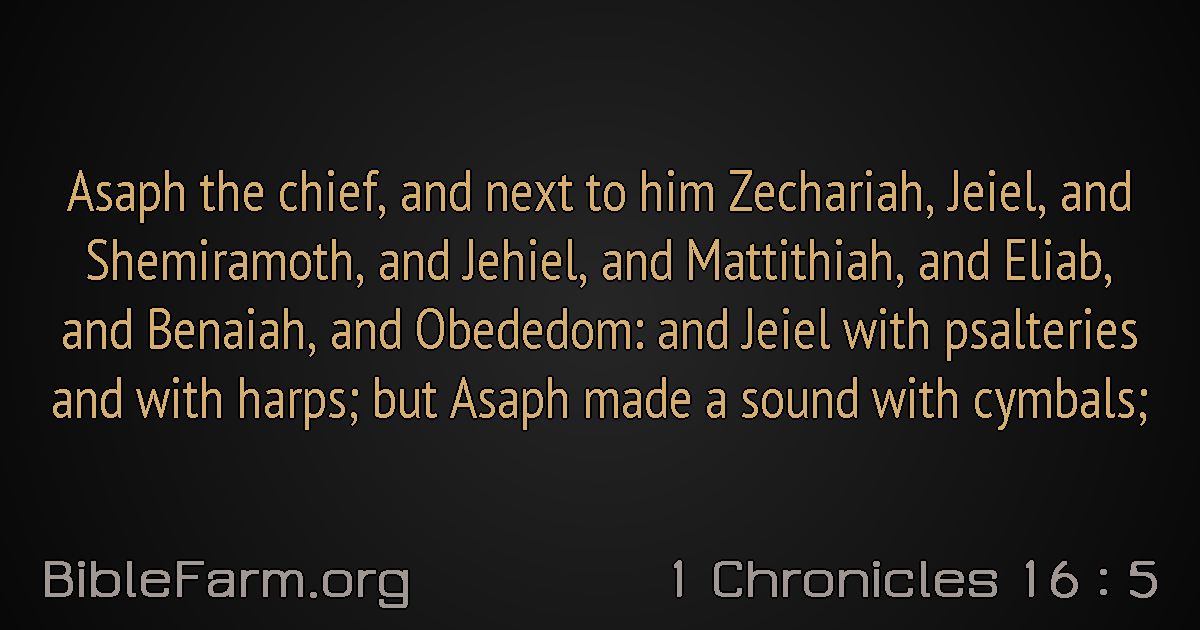 Asaph the chief, and next to him Zechariah, Jeiel, and
Shemiramoth, and Jehiel, and Mattithiah, and Eliab,
and Benaiah, and Obededom: and Jeiel with psalteries
and with harps; but Asaph made a sound with cymbals;
BibleFarm.org
1 Chronicles 16 : 5